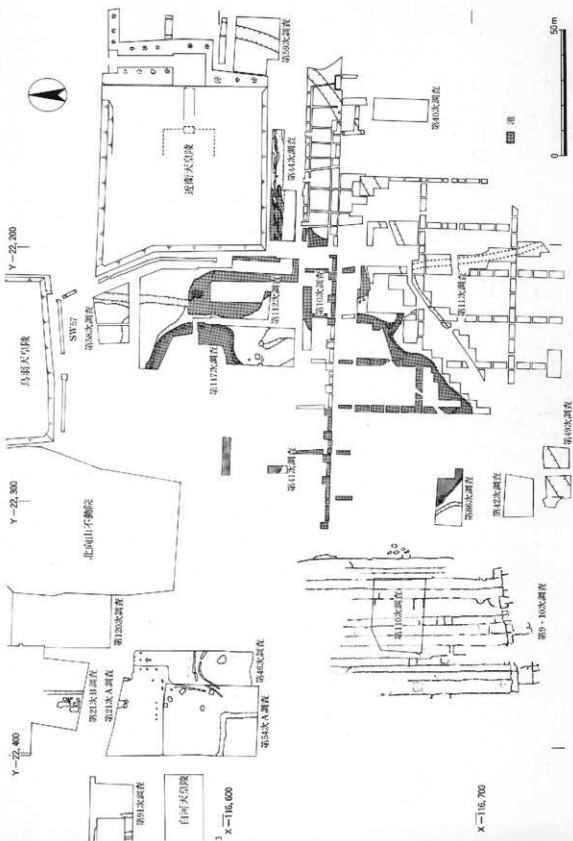 Y-22,200
Y-22,300
Y-22,400
X-116,600
X-116,700
鳥羽天皇陵
近衛天皇陵
北向山不動院
白河天皇陵
SW57
第58次調査
第59次調査
第44次調査
第40次調査
第112次調査
第117次調査
第10次調査
第11次調査
第41次調査
第86次調査
第42次調査
第49次調査
第110次調査
第9・10次調査
第120次調査
第21次B調査
第21次A調査
第46次調査
第54次A調査
第91次調査
池
0
50m